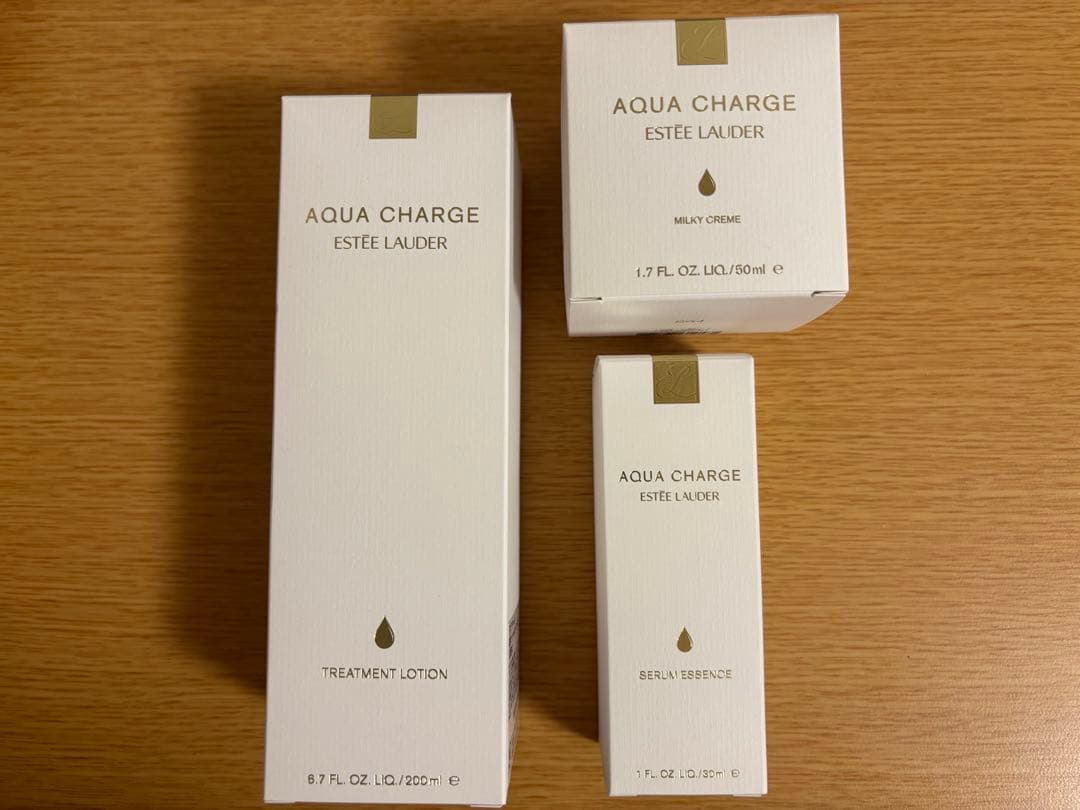 AQUA CHARGE
ESTĒE LAUDER
TREATMENT LOTION
6.7 FL. OZ. LIQ./200ml ℮
AQUA CHARGE
ESTĒE LAUDER
MILKY CREME
1.7 FL. OZ. LIQ./50ml ℮
AQUA CHARGE
ESTĒE LAUDER
SERUM ESSENCE
1 FL. OZ. LIQ./30ml ℮